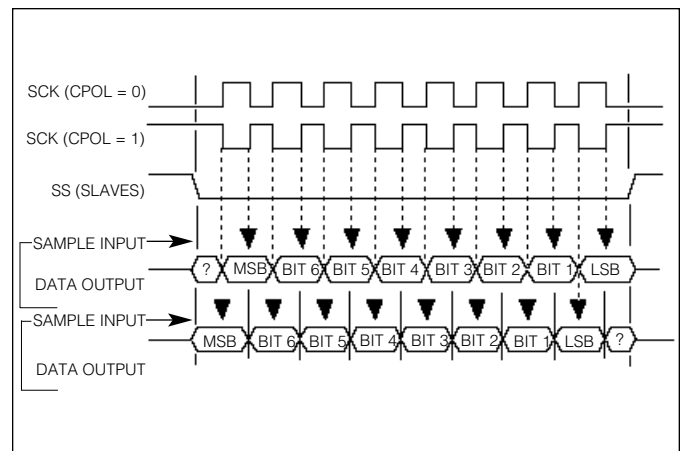 SCK (CPOL = 0)
SCK (CPOL = 1)
SS (SLAVES)
SAMPLE INPUT
? MSB BIT 6 BIT 5 BIT 4 BIT 3 BIT 2 BIT 1 LSB
DATA OUTPUT
SAMPLE INPUT
MSB BIT 6 BIT 5 BIT 4 BIT 3 BIT 2 BIT 1 LSB ?
DATA OUTPUT